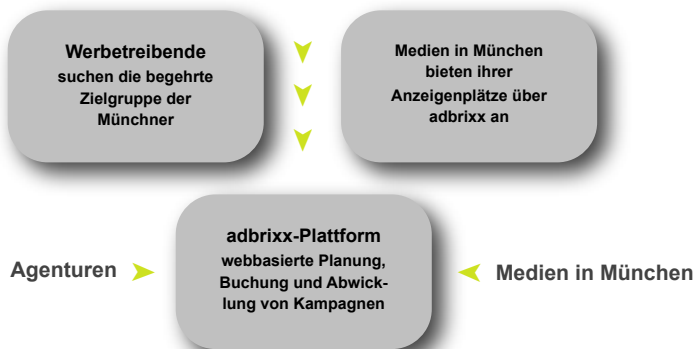 Werbetreibende
suchen die begehrte
Zielgruppe der
Münchner
Medien in München
bieten ihrer
Anzeigenplätze über
adbrixx an
adbrixx-Plattform
webbasierte Planung,
Buchung und Abwick-
lung von Kampagnen
Agenturen
Medien in München